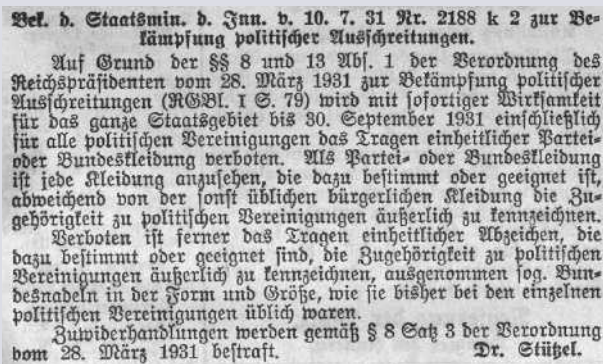 Bek. d. Staatsmin. d. Inn. v. 10. 7. 31 Nr. 2188 k 2 zur Be-
kämpfung politischer Ausschreitungen.
Auf Grund der §§ 8 und 13 Abs. 1 der Verordnung des
Reichspräsidenten vom 28. März 1931 zur Bekämpfung politischer
Ausschreitungen (RGBl. I S. 79) wird mit sofortiger Wirksamkeit
für das ganze Staatsgebiet bis 30. September 1931 einschließlich
für alle politischen Vereinigungen das Tragen einheitlicher Partei-
oder Bundeskleidung verboten. Als Partei- oder Bundeskleidung
ist jede Kleidung anzusehen, die dazu bestimmt oder geeignet ist,
abweichend von der sonst üblichen bürgerlichen Kleidung die Zu-
gehörigkeit zu politischen Vereinigungen äußerlich zu kennzeichnen.
Verboten ist ferner das Tragen einheitlicher Abzeichen, die
dazu bestimmt oder geeignet sind, die Zugehörigkeit zu politischen
Vereinigungen äußerlich zu kennzeichnen, ausgenommen sog. Bun-
desnadeln in der Form und Größe, wie sie bisher bei den einzelnen
politischen Vereinigungen üblich waren.
Zuwiderhandlungen werden gemäß § 8 Satz 3 der Verordnung
vom 28. März 1931 bestraft. Dr. Stützel.